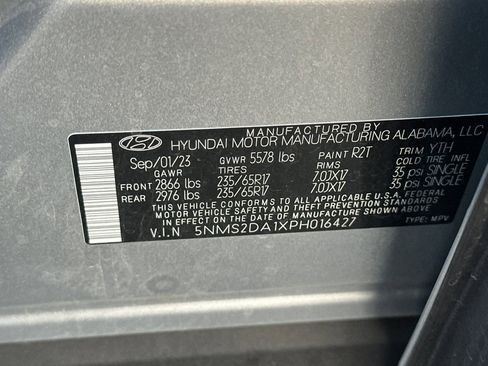 MANUFACTURED BY
HYUNDAI MOTOR MANUFACTURING ALABAMA, LLC
Sep/01/23 GVWR 5578 lbs PAINT R2T TRIM YTH
GAWR RIMS COLD TIRE INFL.
FRONT 2866 lbs 235/65R17 7.0JX17 35 psi SINGLE
REAR 2976 lbs 235/65R17 7.0JX17 35 psi SINGLE
THIS VEHICLE CONFORMS TO ALL APPLICABLE U.S. FEDERAL
MOTOR VEHICLE SAFETY AND THEFT PREVENTION STANDARDS
IN EFFECT ON THE DATE OF MANUFACTURE SHOWN ABOVE.
V.I.N 5NMS2DA1XPH016427 TYPE: MPV